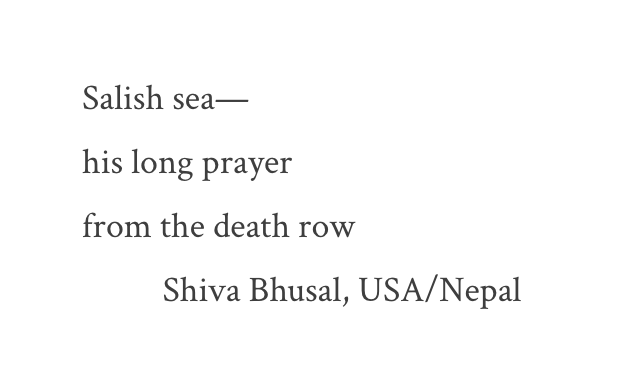 Salish sea—
his long prayer
from the death row
Shiva Bhusal, USA/Nepal